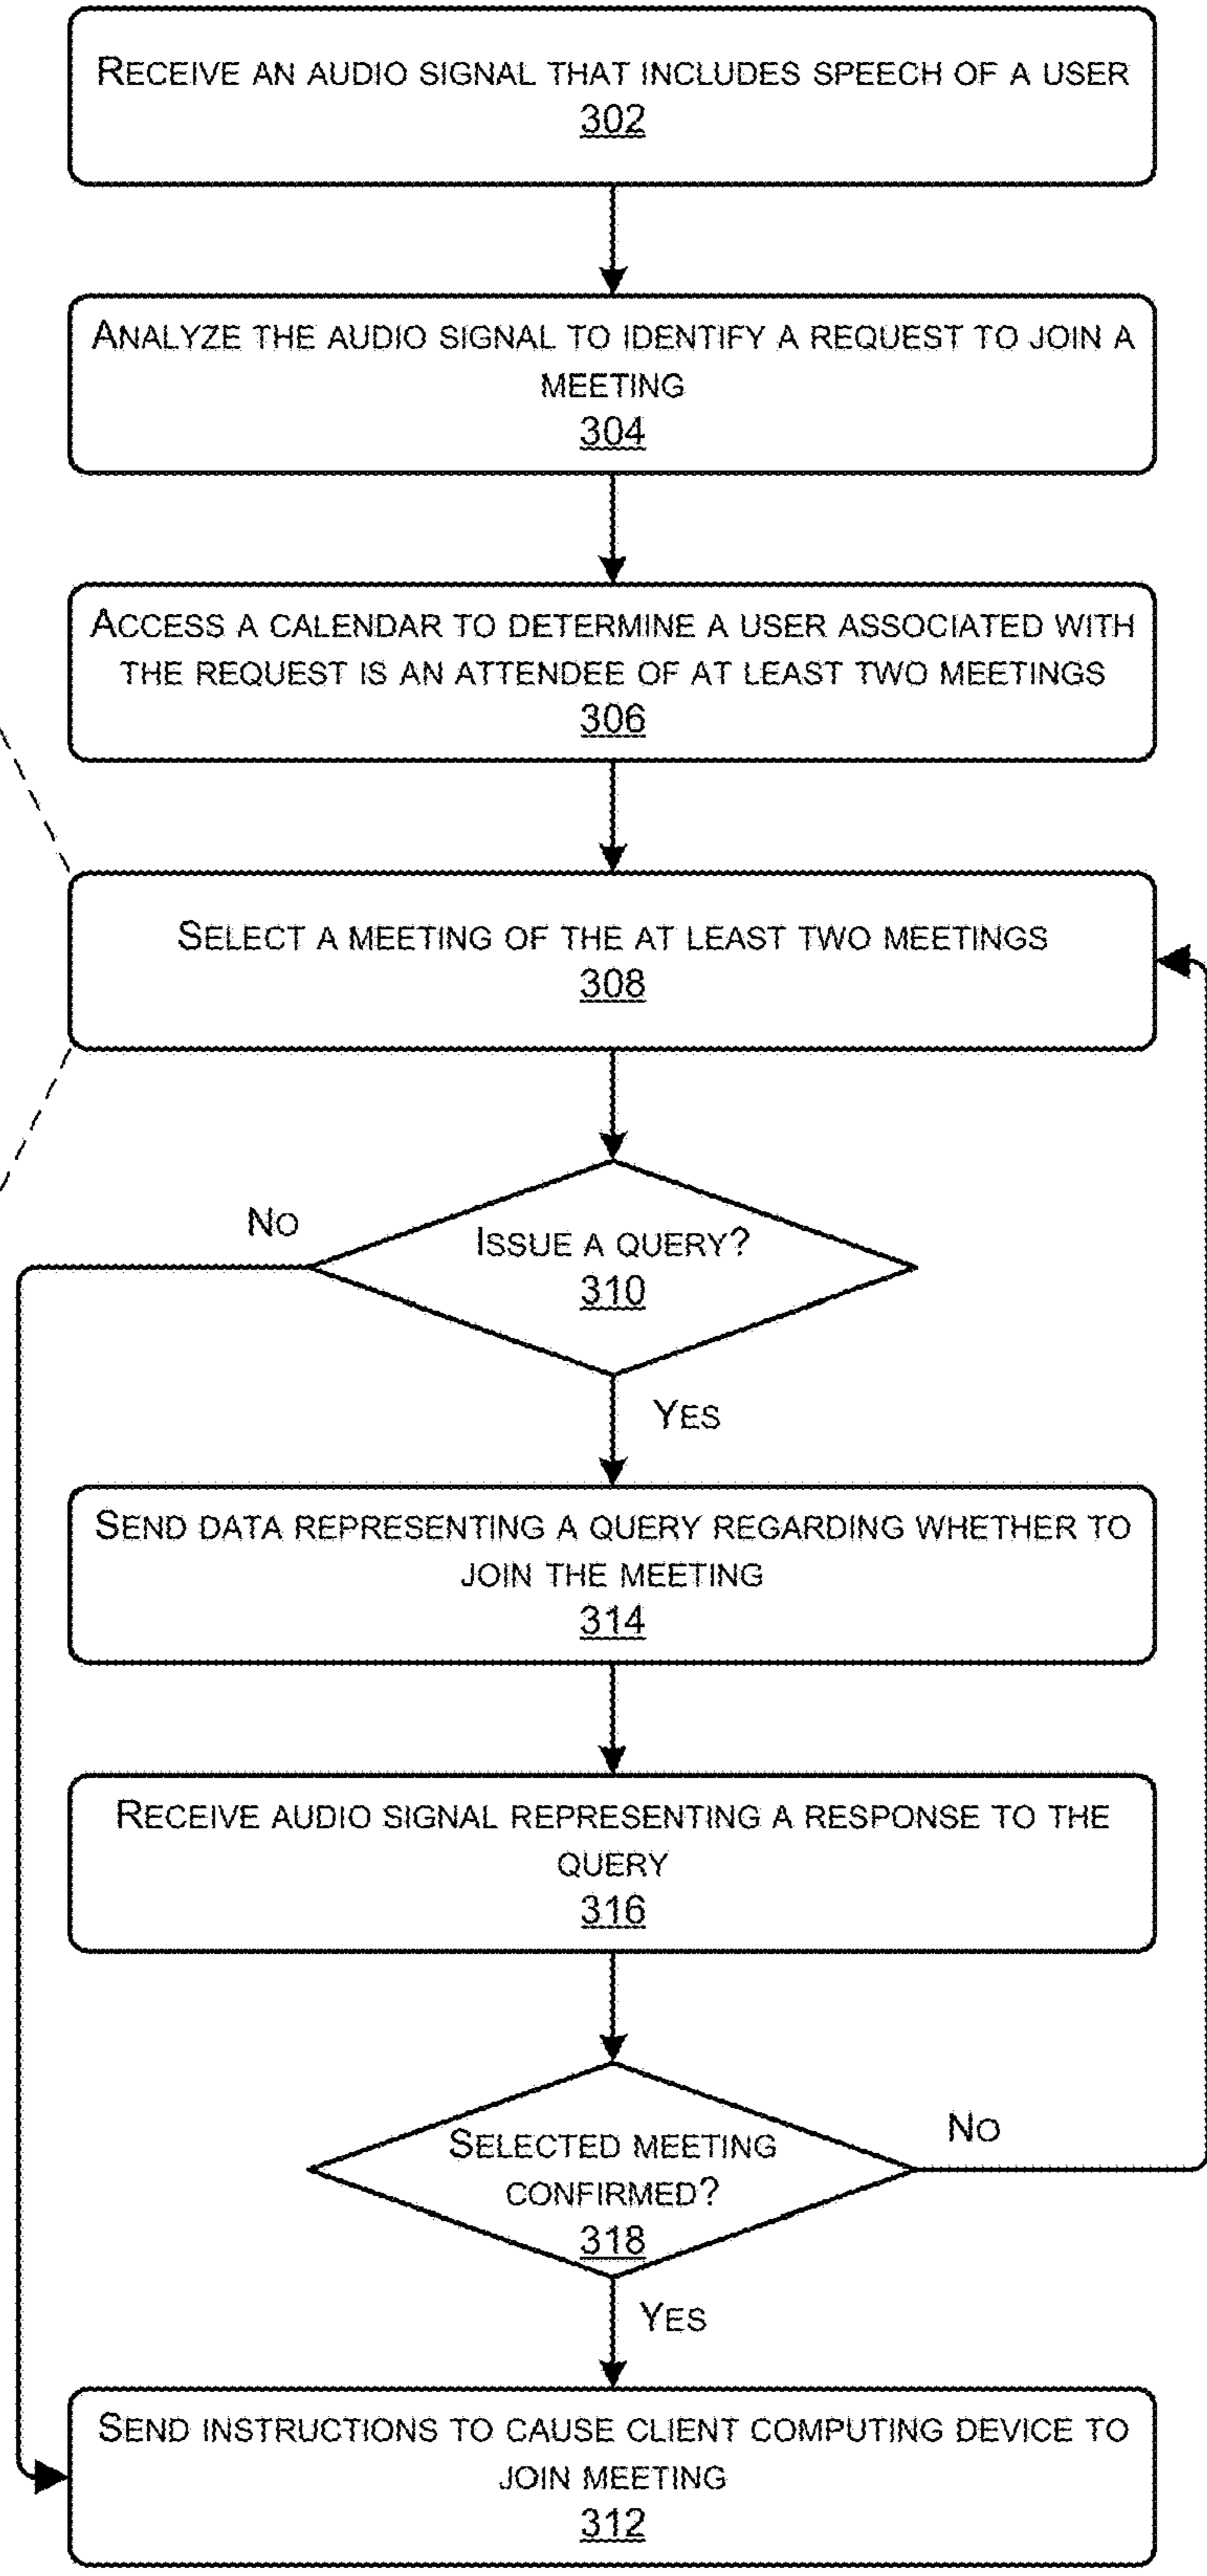 RECEIVE AN AUDIO SIGNAL THAT INCLUDES SPEECH OF A USER
302
ANALYZE THE AUDIO SIGNAL TO IDENTIFY A REQUEST TO JOIN A
MEETING
304
ACCESS A CALENDAR TO DETERMINE A USER ASSOCIATED WITH
THE REQUEST IS AN ATTENDEE OF AT LEAST TWO MEETINGS
306
SELECT A MEETING OF THE AT LEAST TWO MEETINGS
308
NO
ISSUE A QUERY?
310
YES
SEND DATA REPRESENTING A QUERY REGARDING WHETHER TO
JOIN THE MEETING
314
RECEIVE AUDIO SIGNAL REPRESENTING A RESPONSE TO THE
QUERY
316
NO
SELECTED MEETING
CONFIRMED?
318
YES
SEND INSTRUCTIONS TO CAUSE CLIENT COMPUTING DEVICE TO
JOIN MEETING
312